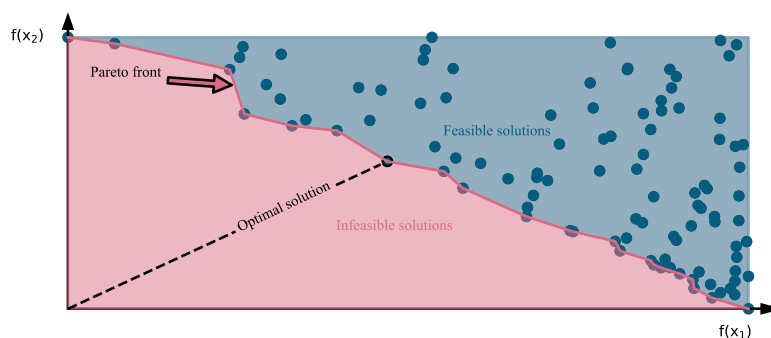 f(x₂)
Pareto front
Feasible solutions
Optimal solution
Infeasible solutions
f(x₁)